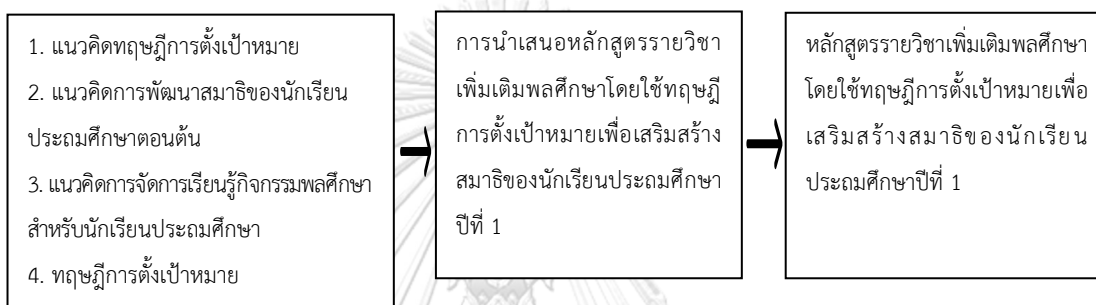 1. แนวคิดทฤษฎีการตั้งเป้าหมาย
2. แนวคิดการพัฒนาสมาธิของนักเรียน
ประถมศึกษาตอนต้น
3. แนวคิดการจัดการเรียนรู้กิจกรรมพลศึกษา
สำหรับนักเรียนประถมศึกษา
4. ทฤษฎีการตั้งเป้าหมาย
การนำเสนอหลักสูตรรายวิชา
เพิ่มเติมพลศึกษาโดยใช้ทฤษฎี
การตั้งเป้าหมายเพื่อเสริมสร้าง
สมาธิของนักเรียนประถมศึกษา
ปีที่ 1
หลักสูตรรายวิชาเพิ่มเติมพลศึกษา
โดยใช้ทฤษฎีการตั้งเป้าหมายเพื่อ
เสริมสร้างสมาธิของนักเรียน
ประถมศึกษาปีที่ 1